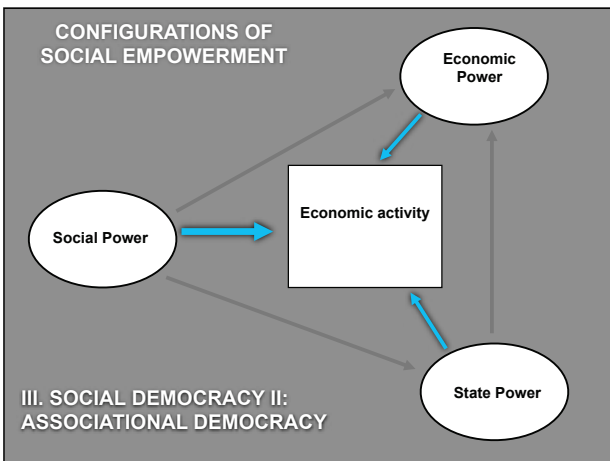 CONFIGURATIONS OF
SOCIAL EMPOWERMENT
Economic
Power
Economic activity
Social Power
State Power
III. SOCIAL DEMOCRACY II:
ASSOCIATIONAL DEMOCRACY